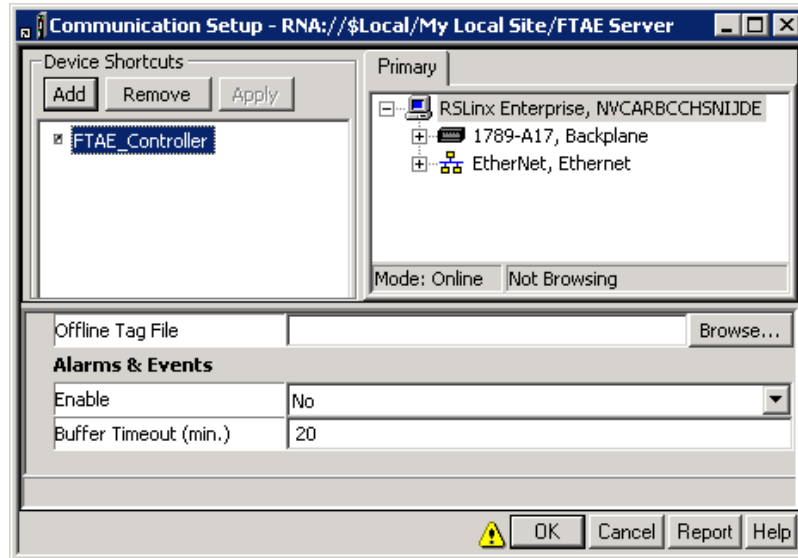 Communication Setup - RNA://$Local/My Local Site/FTAE Server
Device Shortcuts
Add Remove Apply
FTAE_Controller
Primary
RSLinx Enterprise, NVCARBCCHSNIJDE
1789-A17, Backplane
EtherNet, Ethernet
Mode: Online Not Browsing
Offline Tag File Browse...
Alarms & Events
Enable No
Buffer Timeout (min.) 20
OK Cancel Report Help